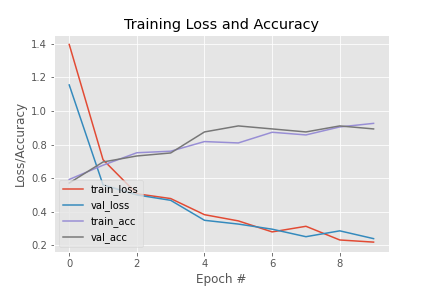 Training Loss and Accuracy
1.4
1.2
1.0
0.8
0.6
0.4
0.2
Loss/Accuracy
train_loss
val_loss
train_acc
val_acc
0 2 4 6 8
Epoch #